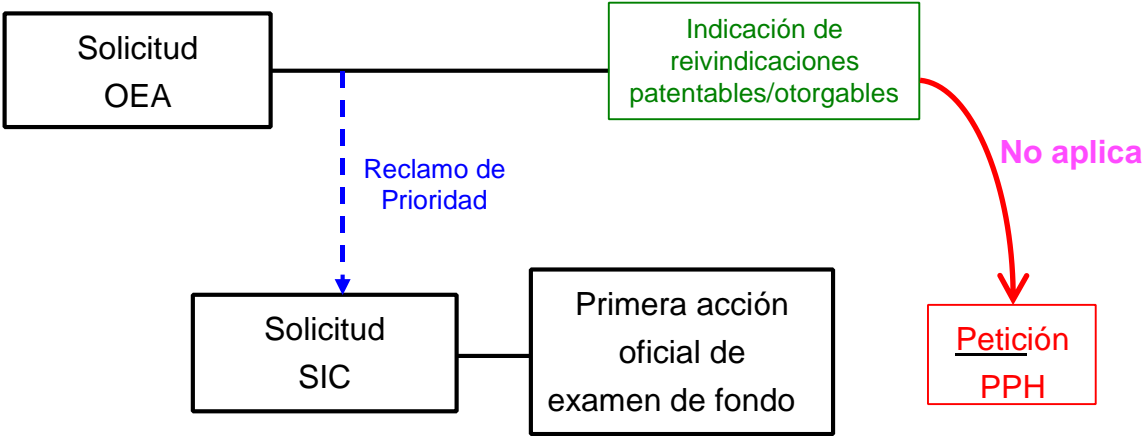 Solicitud
OEA
Indicación de
reivindicaciones
patentables/otorgables
No aplica
Reclamo de
Prioridad
Solicitud
SIC
Primera acción
oficial de
examen de fondo
Petición
PPH